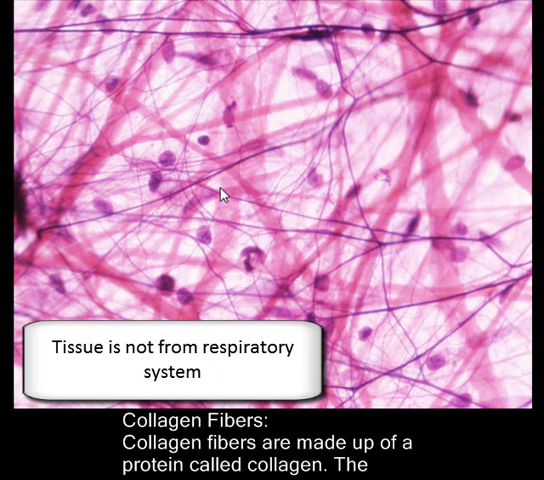 Tissue is not from respiratory
system
Collagen Fibers:
Collagen fibers are made up of a
protein called collagen. The